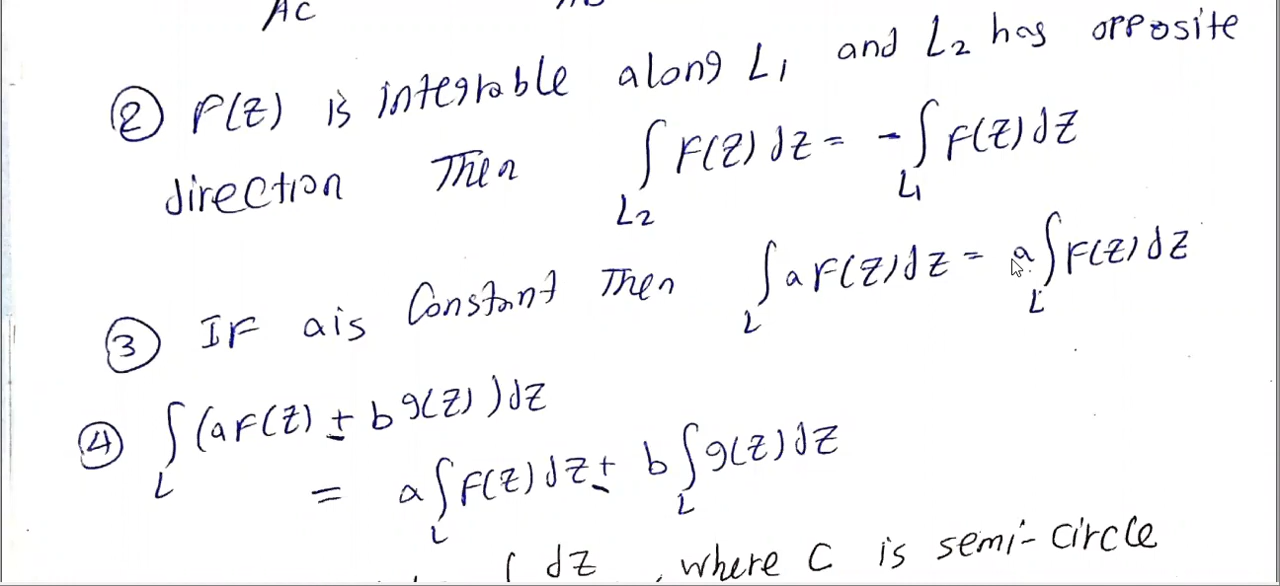 AC
② F(Z) is integrable along L₁ and L₂ has opposite
direction Then ∫_{L₂} F(Z) dZ = - ∫_{L₁} F(Z) dZ
③ IF a is Constant Then ∫_L a F(Z) dZ = a ∫_L F(Z) dZ
④ ∫_L (a F(Z) ± b g(Z)) dZ
= a ∫_L F(Z) dZ ± b ∫_L g(Z) dZ
∫ dZ , where C is semi-circle